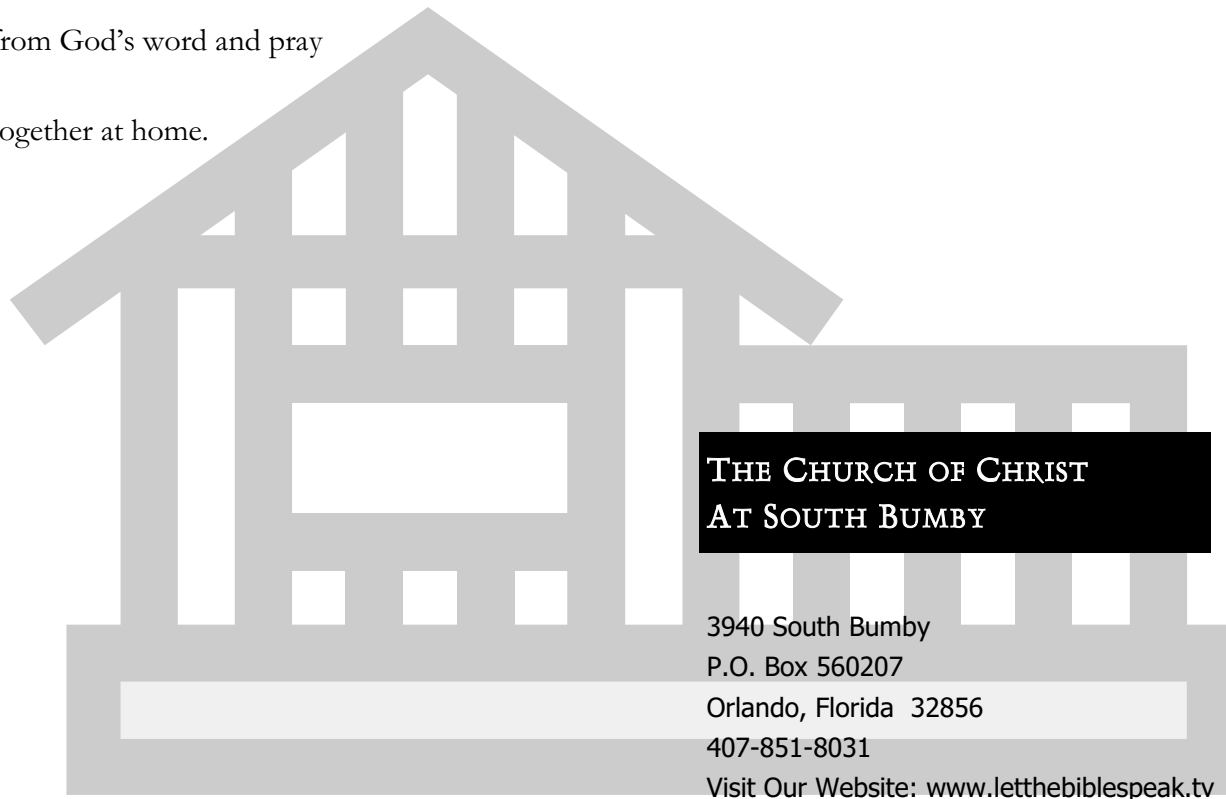 from God’s word and pray
together at home.
THE CHURCH OF CHRIST
AT SOUTH BUMBY
3940 South Bumby
P.O. Box 560207
Orlando, Florida  32856
407-851-8031
Visit Our Website: www.letthebiblespeak.tv